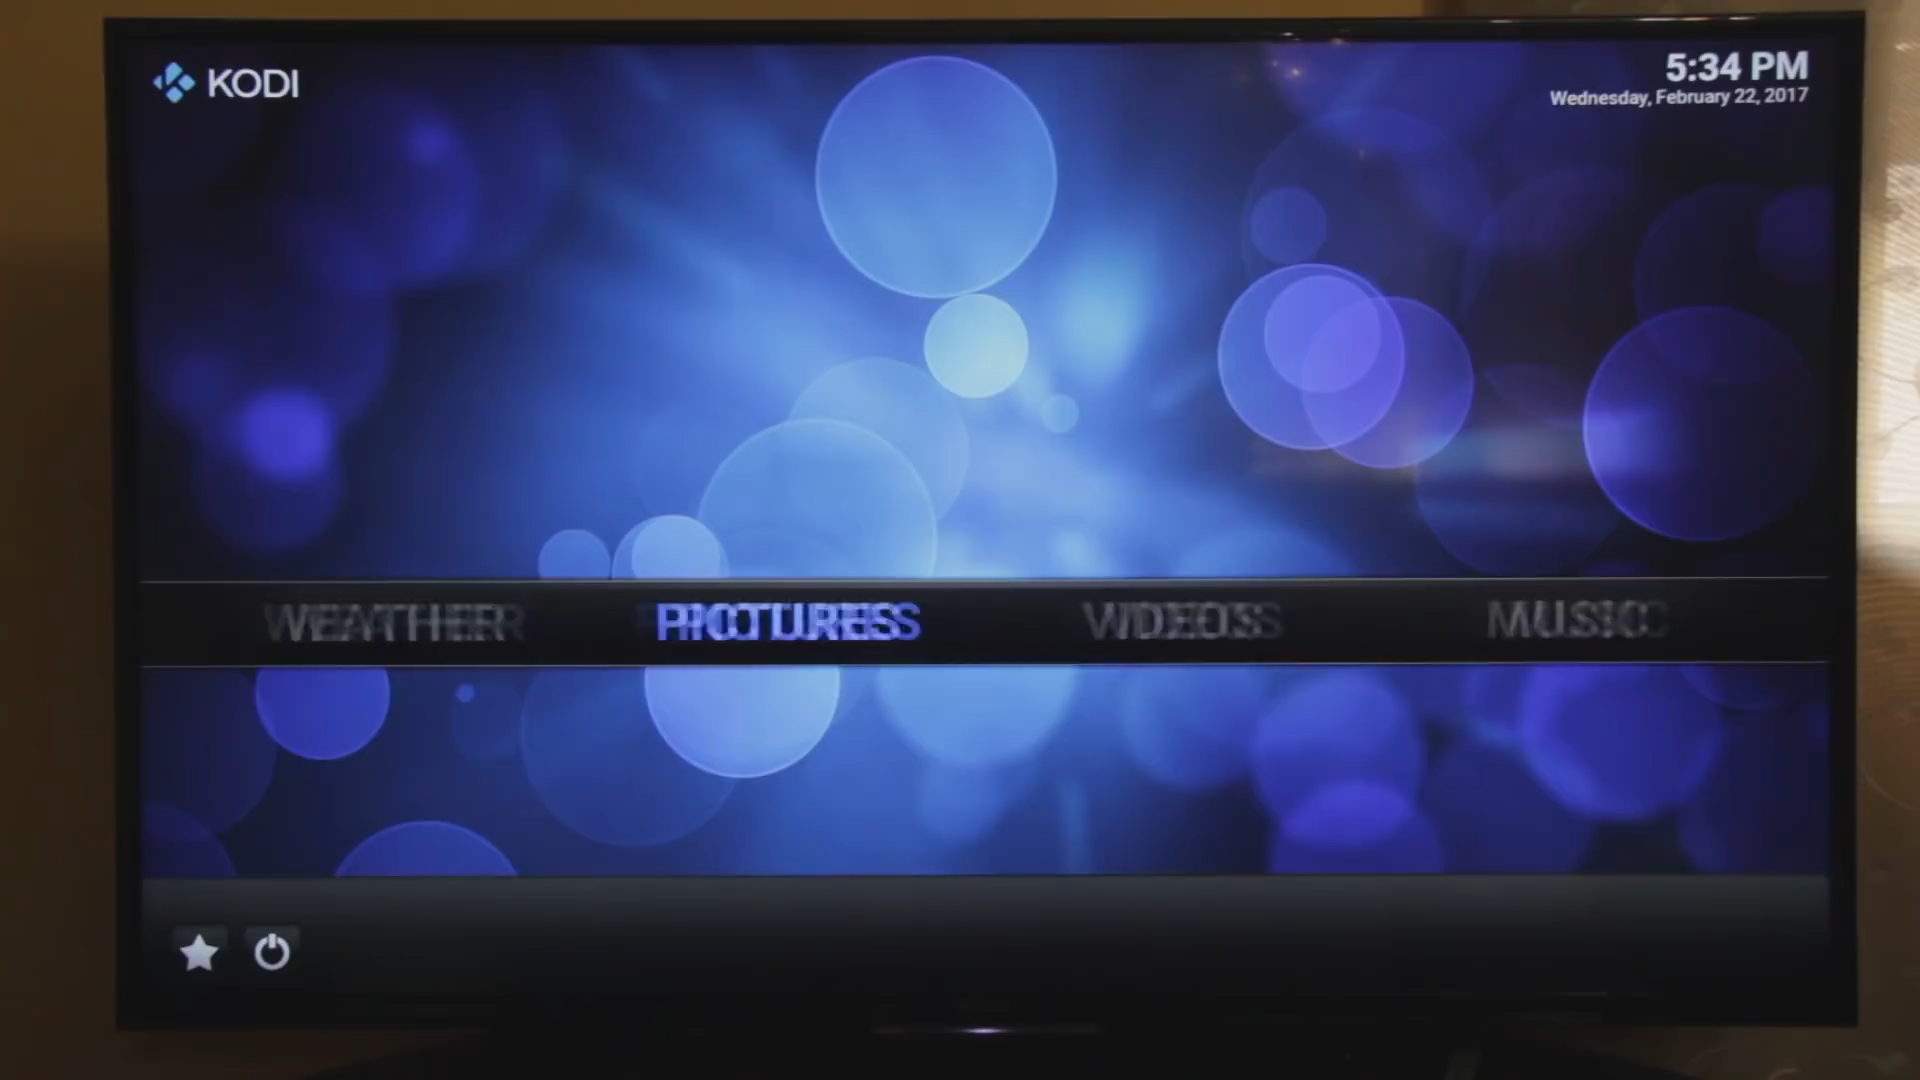 KODI
5:34 PM
Wednesday, February 22, 2017
WEATHER PICTURES VIDEOS MUSIC